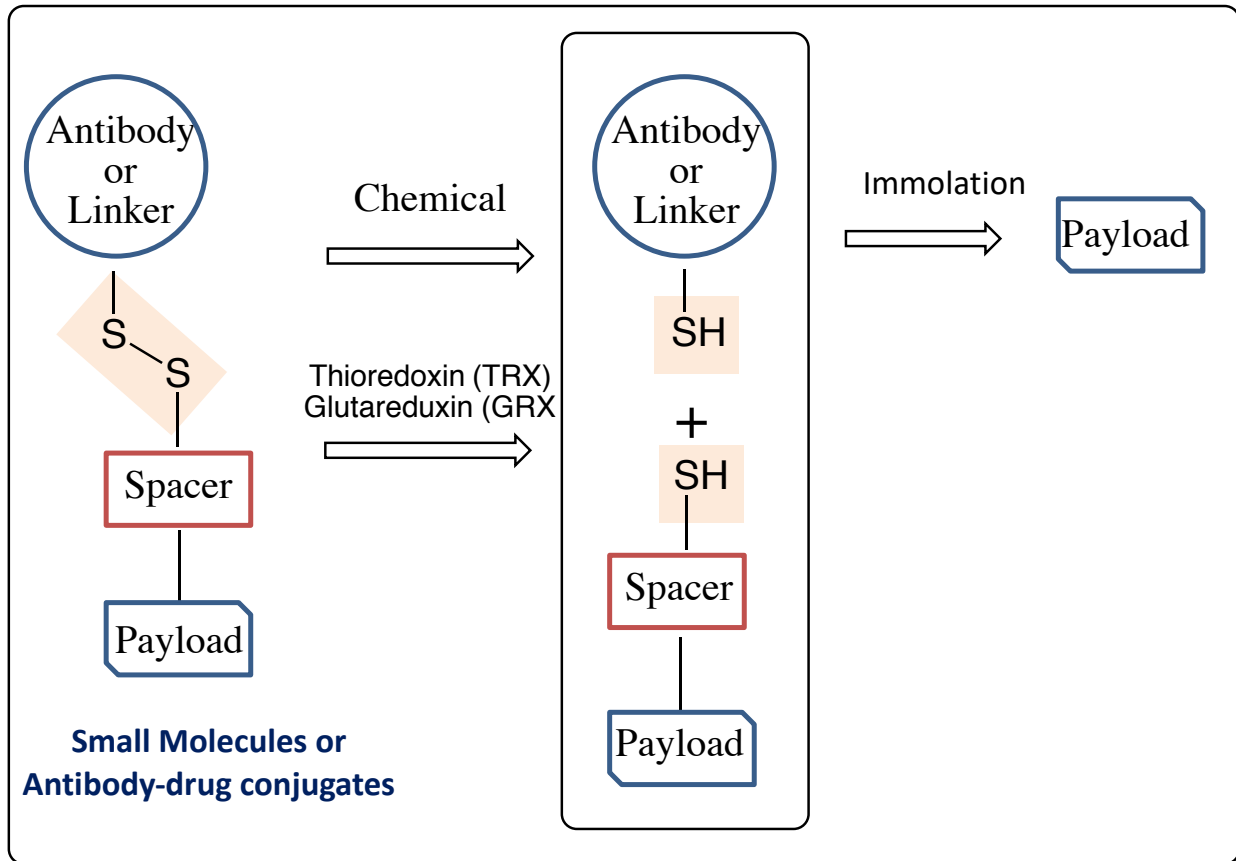 Antibody
or
Linker
S
S
Spacer
Payload
Small Molecules or
Antibody-drug conjugates
Chemical
Thioredoxin (TRX)
Glutareduxin (GRX
Antibody
or
Linker
SH
+
SH
Spacer
Payload
Immolation
Payload